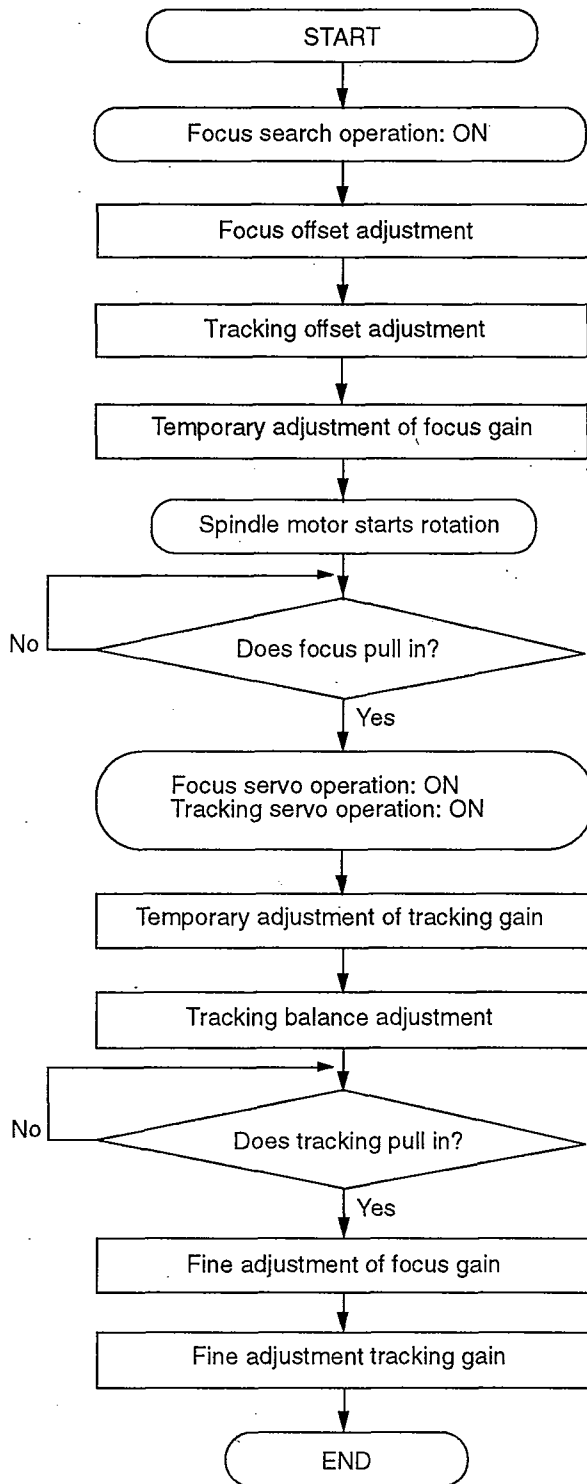 START
Focus search operation: ON
Focus offset adjustment
Tracking offset adjustment
Temporary adjustment of focus gain
Spindle motor starts rotation
No
Does focus pull in?
Yes
Focus servo operation: ON
Tracking servo operation: ON
Temporary adjustment of tracking gain
Tracking balance adjustment
No
Does tracking pull in?
Yes
Fine adjustment of focus gain
Fine adjustment tracking gain
END